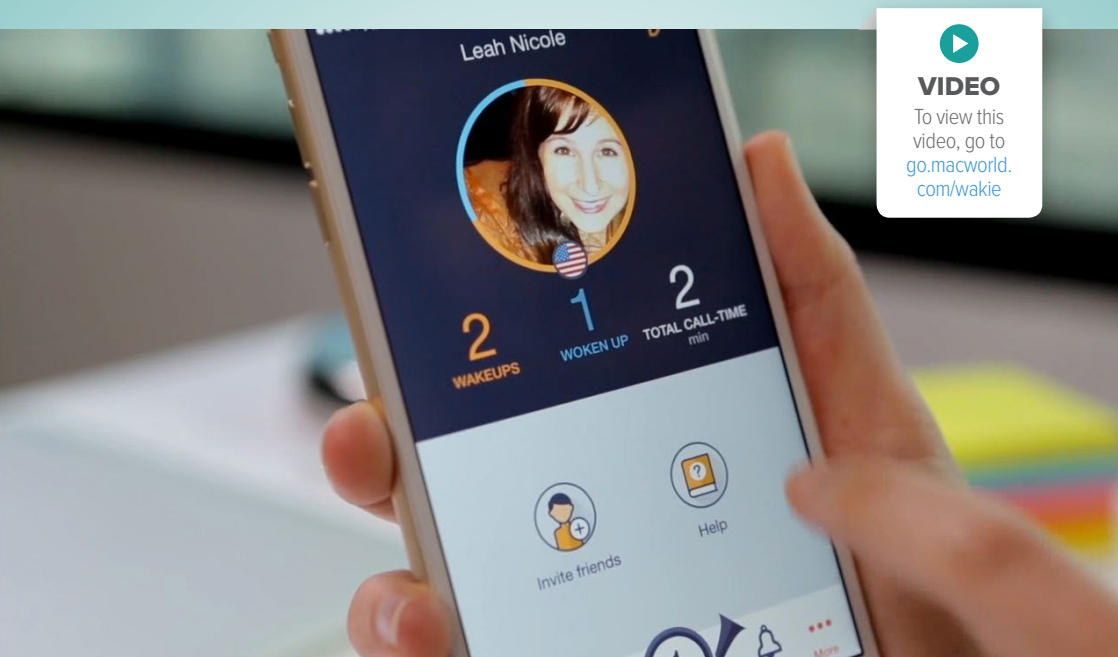 Leah Nicole
2
WAKEUPS
1
WOKEN UP
2
TOTAL CALL-TIME
min
Invite friends
Help
More
VIDEO
To view this
video, go to
go.macworld.
com/wakie